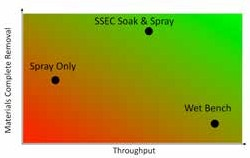 SSEC Soak & Spray
Spray Only
Wet Bench
Materials Complete Removal
Throughput